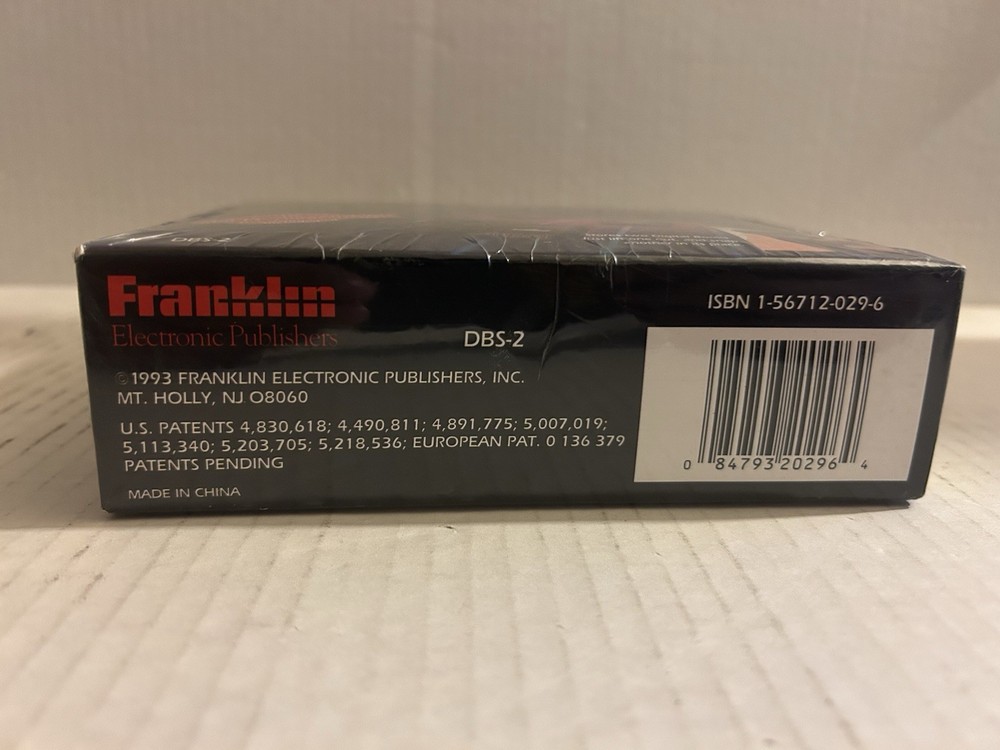 DBS-2
Franklin
Electronic Publishers
DBS-2
ISBN 1-56712-029-6
©1993 FRANKLIN ELECTRONIC PUBLISHERS, INC.
MT. HOLLY, NJ O8060
U.S. PATENTS 4,830,618; 4,490,811; 4,891,775; 5,007,019;
5,113,340; 5,203,705; 5,218,536; EUROPEAN PAT. 0 136 379
PATENTS PENDING
MADE IN CHINA
0 84793 20296 4